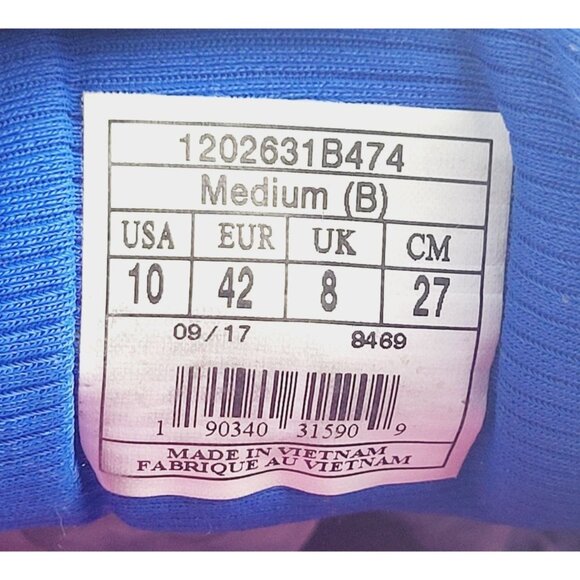 1202631B474
Medium (B)
USA EUR UK CM
10 42 8 27
09/17 8469
1 90340 31590 9
MADE IN VIETNAM
FABRIQUE AU VIETNAM